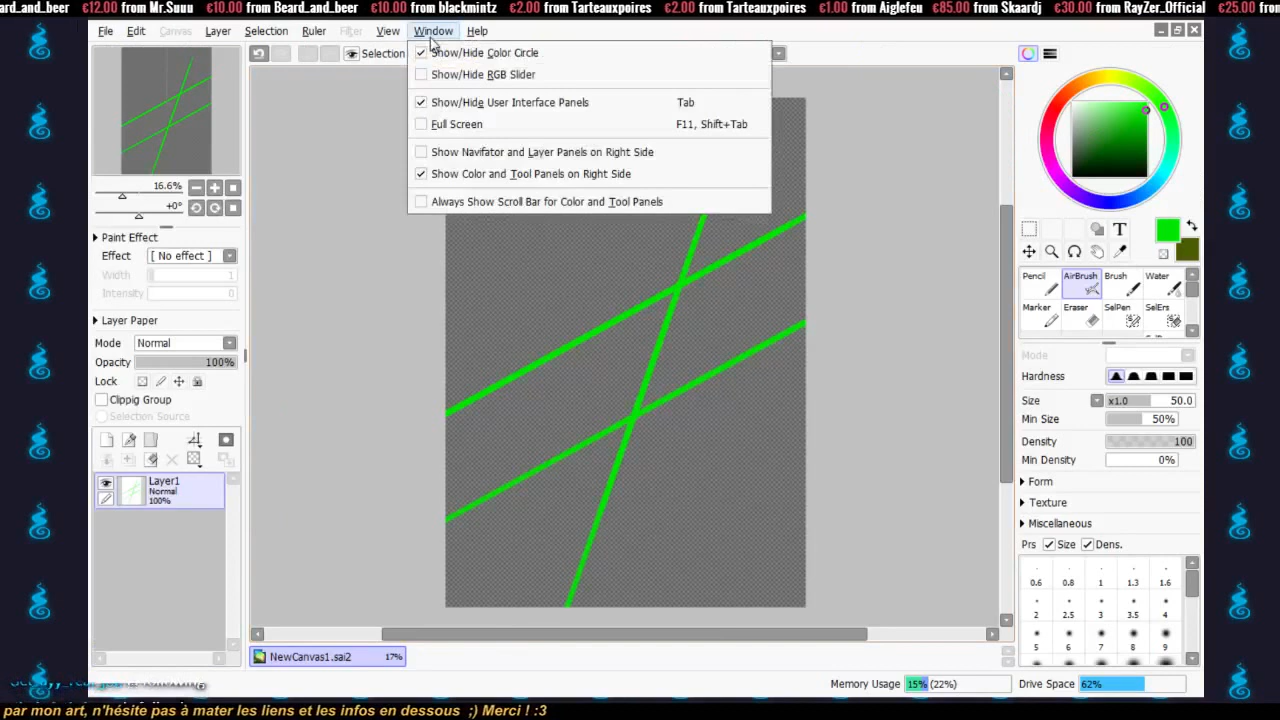 ard_and_beer €12.00 from Mr.Suuu €10.00 from Beard_and_beer €10.00 from blackmintz €2.00 from Tarteauxpoires €2.00 from Tarteauxpoires €1.00 from Aiglefeu €85.00 from Skaardj €30.00 from RayZer_Official €25.00 from
File Edit Canvas Layer Selection Ruler Filter View Window Help
Selection
Show/Hide Color Circle
Show/Hide RGB Slider
Show/Hide User Interface Panels Tab
Full Screen F11, Shift+Tab
Show Navifator and Layer Panels on Right Side
Show Color and Tool Panels on Right Side
Always Show Scroll Bar for Color and Tool Panels
16.6%
+0°
Paint Effect
Effect [ No effect ]
Width 1
Intensity 0
Layer Paper
Mode Normal
Opacity 100%
Lock
Clippig Group
Selection Source
Layer1
Normal
100%
T
Pencil AirBrush Brush Water
Marker Eraser SelPen SelErs
Mode
Hardness
Size x1.0 50.0
Min Size 50%
Density 100
Min Density 0%
Form
Texture
Miscellaneous
Prs Size Dens.
0.6 0.8 1 1.3 1.6
2 2.5 3 3.5 4
5 6 7 8 9
NewCanvas1.sai2 17%
Memory Usage 15% (22%) Drive Space 62%
par mon art, n'hésite pas à mater les liens et les infos en dessous ;) Merci ! :3